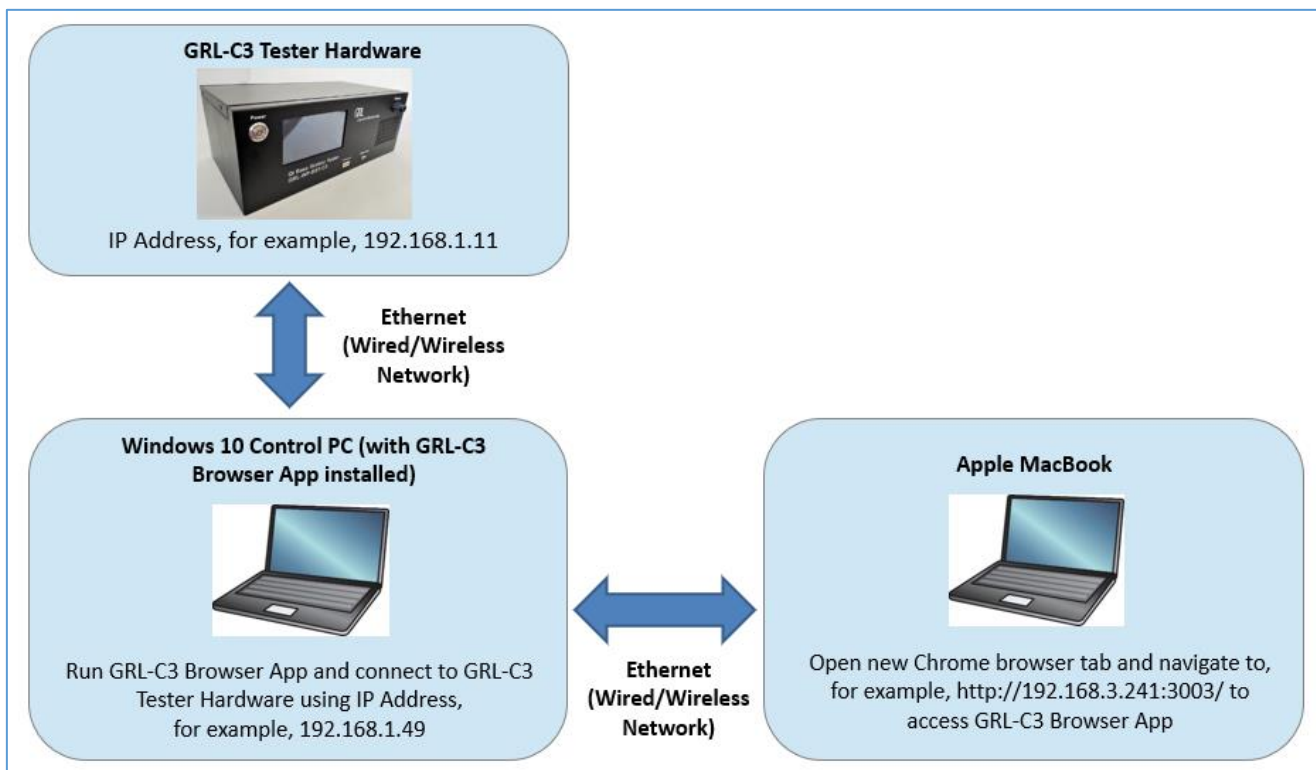 GRL-C3 Tester Hardware
Power
GRL
IP Address, for example, 192.168.1.11
Ethernet
(Wired/Wireless
Network)
Windows 10 Control PC (with GRL-C3
Browser App installed)
Run GRL-C3 Browser App and connect to GRL-C3
Tester Hardware using IP Address,
for example, 192.168.1.49
Ethernet
(Wired/Wireless
Network)
Apple MacBook
Open new Chrome browser tab and navigate to,
for example, http://192.168.3.241:3003/ to
access GRL-C3 Browser App